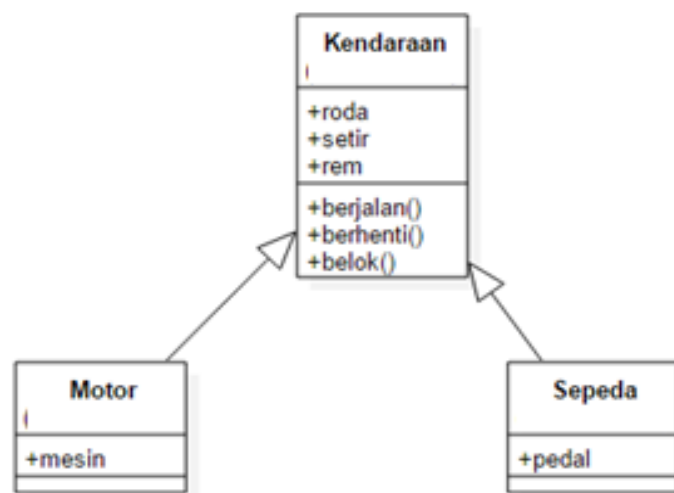 Kendaraan
+roda
+setir
+rem
+berjalan()
+berhenti()
+belok()
Motor
+mesin
Sepeda
+pedal